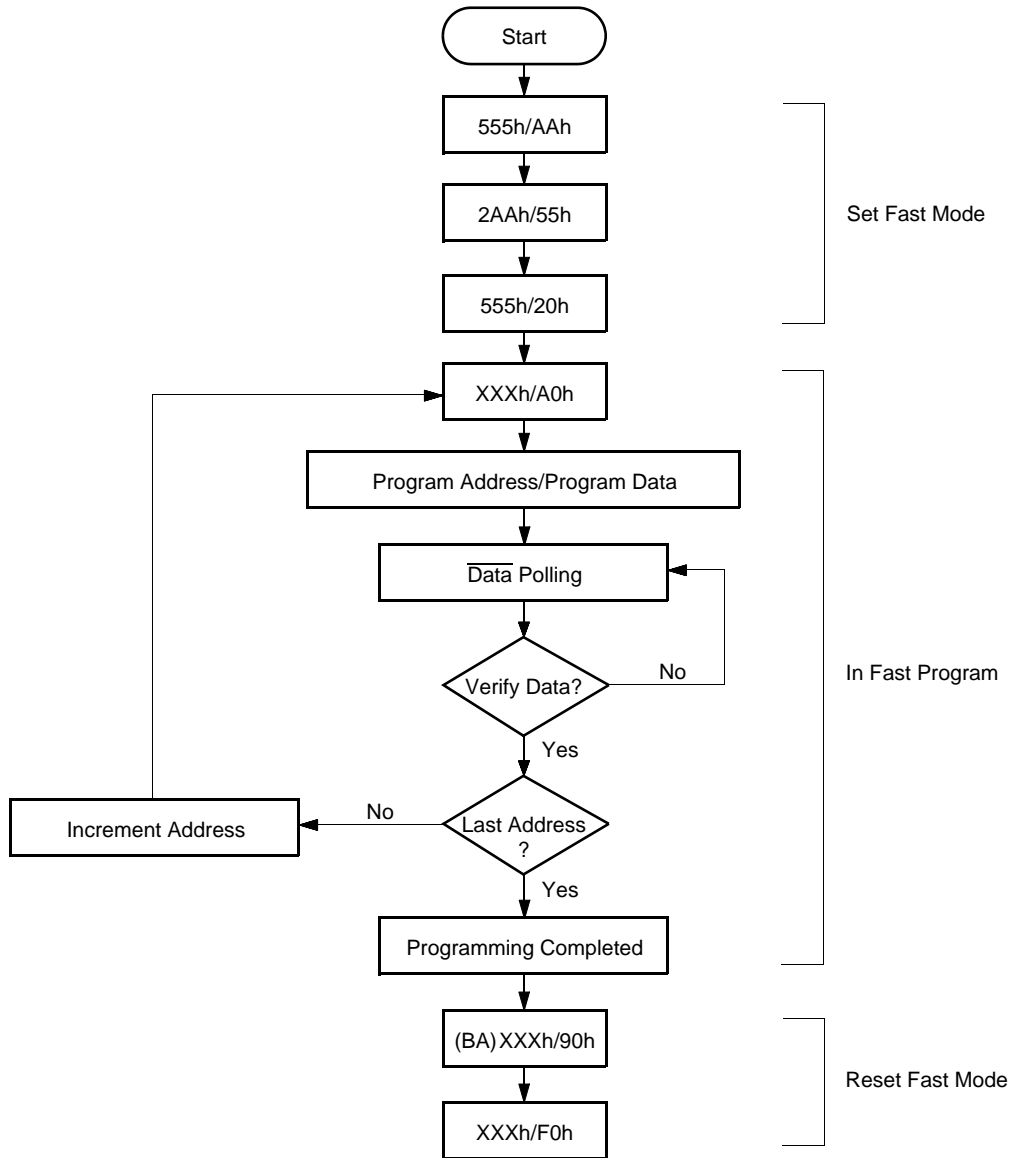 Start
555h/AAh
2AAh/55h
Set Fast Mode
555h/20h
XXXh/A0h
Program Address/Program Data
Data Polling
In Fast Program
Verify Data?
No
Yes
Increment Address
No
Last Address
?
Yes
Programming Completed
(BA)XXXh/90h
Reset Fast Mode
XXXh/F0h